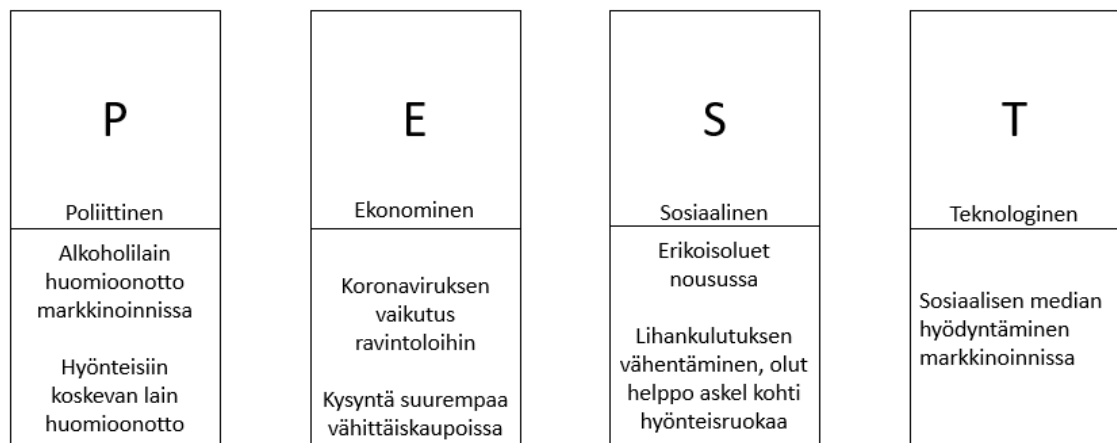 P
Poliittinen
Alkoholilain
huomioonotto
markkinoinnissa
Hyönteisiin
koskevan lain
huomioonotto
E
Ekonominen
Koronaviruksen
vaikutus
ravintoloihin
Kysyntä suurempaa
vähittäiskaupoissa
S
Sosiaalinen
Erikoisoluet
nousussa
Lihankulutuksen
vähentäminen, olut
helppo askel kohti
hyönteisruokaa
T
Teknologinen
Sosiaalisen median
hyödyntäminen
markkinoinnissa